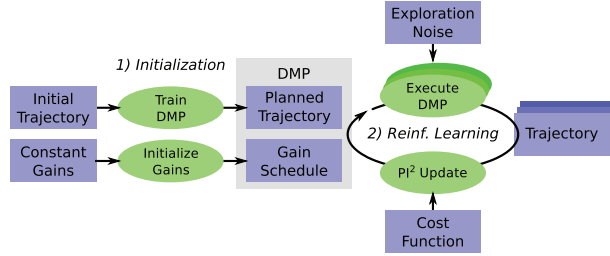 Exploration
Noise
1) Initialization
DMP
Initial
Trajectory
Train
DMP
Planned
Trajectory
Execute
DMP
2) Reinf. Learning
Trajectory
Constant
Gains
Initialize
Gains
Gain
Schedule
PI² Update
Cost
Function